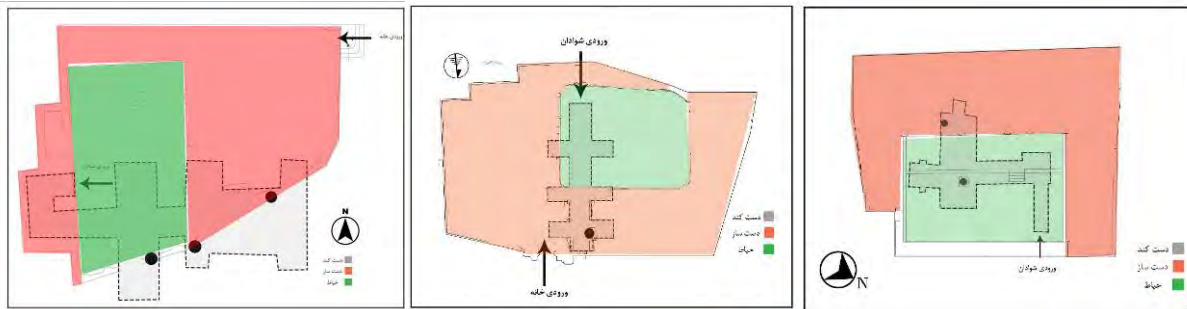 ورودی خانه
ورودی شوادان
N
دست کند
دست ساز
حیاط
ورودی شوادان
دست کند
دست ساز
حیاط
ورودی خانه
دست کند
دست ساز
حیاط
ورودی شوادان
N